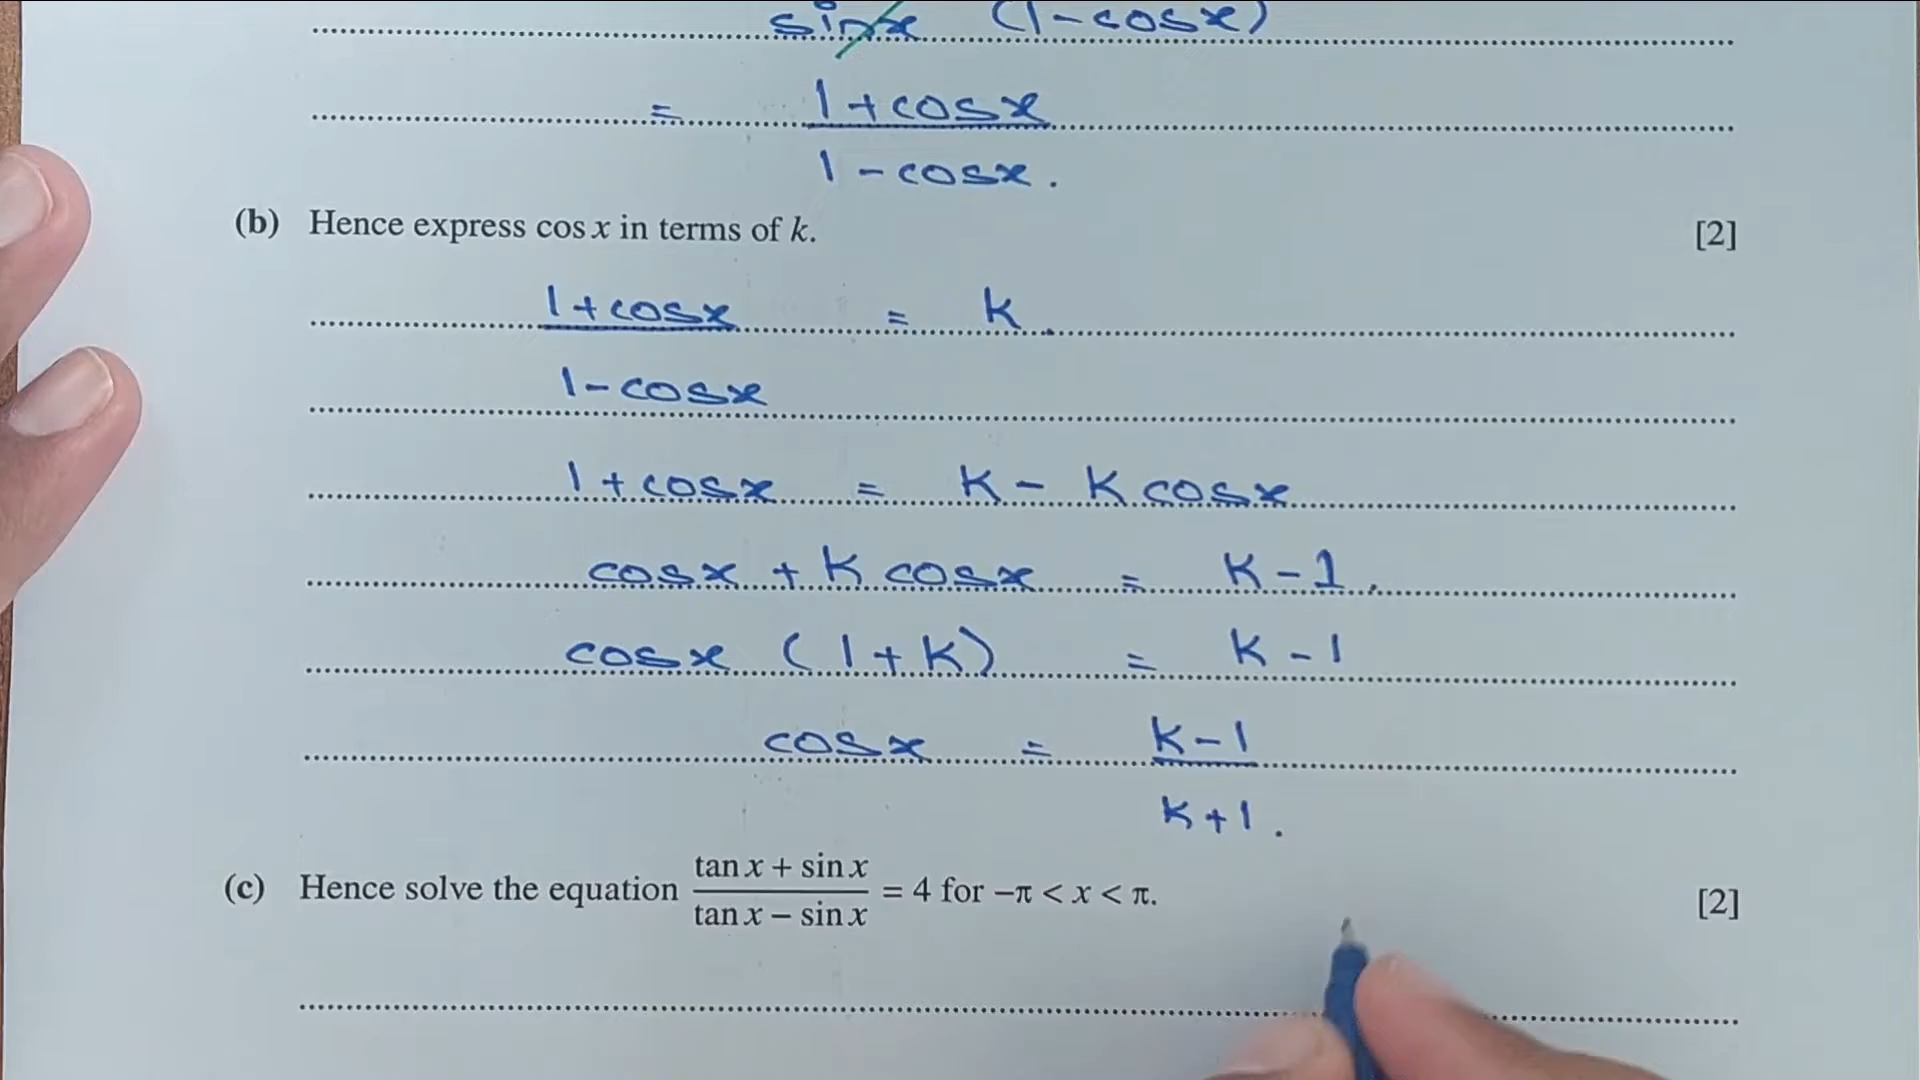 sinx (1-cosx)
= 1+cosx
1-cosx.
(b) Hence express cos x in terms of k. [2]
1+cosx = k.
1-cosx
1+cosx = k - k cosx
cosx + k cosx = k-1.
cosx (1+k) = k-1
cosx = k-1
k+1.
tan x + sin x
(c) Hence solve the equation = 4 for −π < x < π. [2]
tan x − sin x